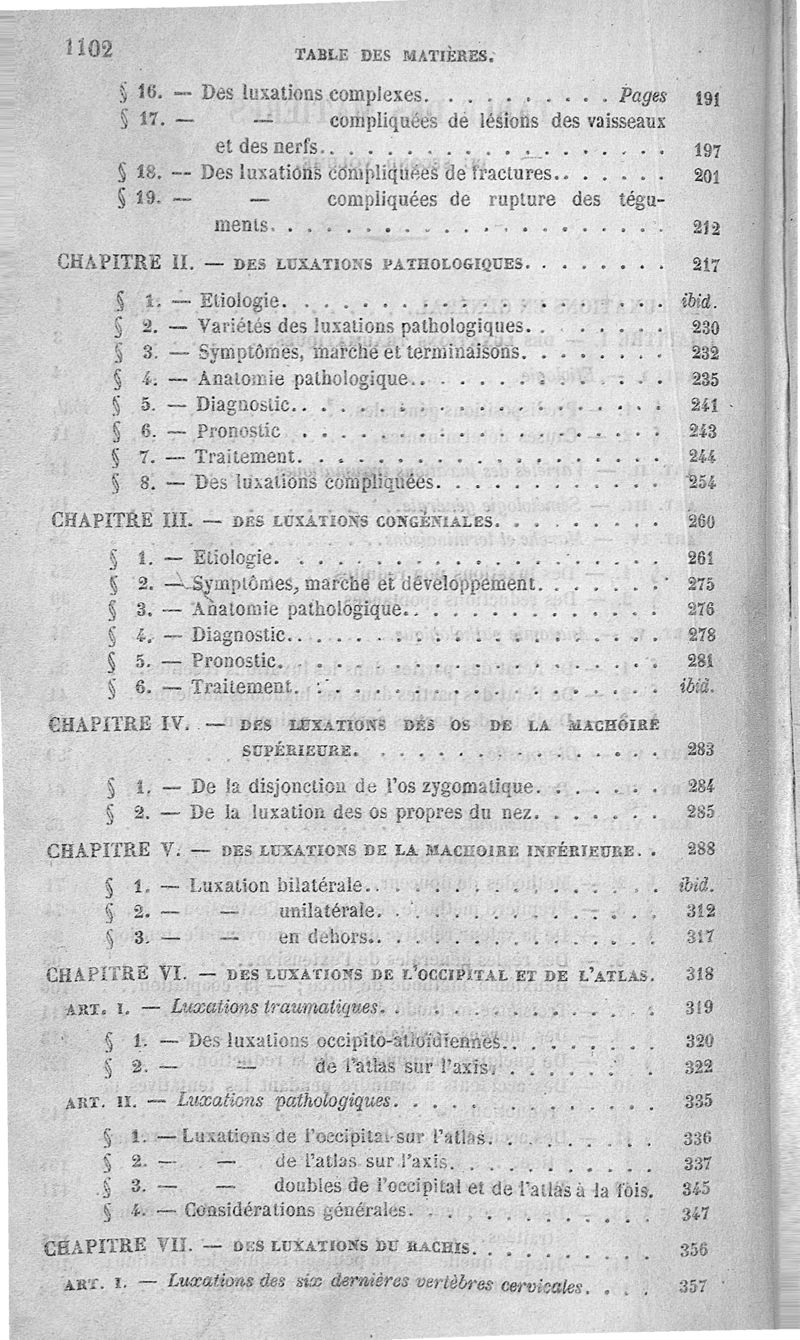 1102 TABLE DES MATIÈRES.
§ 16. — Des luxations complexes. . . . . . . . . . Pages 191
§ 17. — — compliquées de lésions des vaisseaux
et des nerfs. . . . . . . . . . . . . . . . . . 197
§ 18. — Des luxations compliquées de fractures. . . . . . . 201
§ 19. — — compliquées de rupture des tégu-
ments. . . . . . . . . . . . . . . . . . . . . 212
CHAPITRE II. — DES LUXATIONS PATHOLOGIQUES. . . . . . . . 217
§ 1. — Etiologie. . . . . . . . . . . . . . . . . . . . ibid.
§ 2. — Variétés des luxations pathologiques. . . . . . . . 230
§ 3. — Symptômes, marche et terminaisons. . . . . . . . 232
§ 4. — Anatomie pathologique. . . . . . . . . . . . . . 235
§ 5. — Diagnostic. . . . . . . . . . . . . . . . . . . . 241
§ 6. — Pronostic . . . . . . . . . . . . . . . . . . . . 243
§ 7. — Traitement. . . . . . . . . . . . . . . . . . . . 244
§ 8. — Des luxations compliquées. . . . . . . . . . . . 254
CHAPITRE III. — DES LUXATIONS CONGÉNIALES. . . . . . . . . 260
§ 1. — Etiologie. . . . . . . . . . . . . . . . . . . . 261
§ 2. — Symptômes, marche et développement. . . . . . . 275
§ 3. — Anatomie pathologique. . . . . . . . . . . . . . 276
§ 4. — Diagnostic. . . . . . . . . . . . . . . . . . . . 278
§ 5. — Pronostic. . . . . . . . . . . . . . . . . . . . 281
§ 6. — Traitement. . . . . . . . . . . . . . . . . . . . ibid.
CHAPITRE IV. — DES LUXATIONS DES OS DE LA MACHOIRE
SUPÉRIEURE. . . . . . . . . . . . . . . . 283
§ 1. — De la disjonction de l'os zygomatique. . . . . . . 284
§ 2. — De la luxation des os propres du nez. . . . . . . 285
CHAPITRE V. — DES LUXATIONS DE LA MACHOIRE INFÉRIEURE. . 288
§ 1. — Luxation bilatérale. . . . . . . . . . . . . . . . ibid.
§ 2. — — unilatérale. . . . . . . . . . . . . . . 312
§ 3. — — en dehors. . . . . . . . . . . . . . . 317
CHAPITRE VI. — DES LUXATIONS DE L'OCCIPITAL ET DE L'ATLAS. 318
ART. I. — Luxations traumatiques. . . . . . . . . . . . . . . 319
§ 1. — Des luxations occipito-atloïdiennes. . . . . . . . . 320
§ 2. — — de l'atlas sur l'axis. . . . . . . . . 322
ART. II. — Luxations pathologiques. . . . . . . . . . . . . . 335
§ 1. — Luxations de l'occipital sur l'atlas. . . . . . . . . 336
§ 2. — — de l'atlas sur l'axis. . . . . . . . . . . 337
§ 3. — — doubles de l'occipital et de l'atlas à la fois. 345
§ 4. — Considérations générales. . . . . . . . . . . . . 347
CHAPITRE VII. — DES LUXATIONS DU RACHIS. . . . . . . . . . 356
ART. I. — Luxations des six dernières vertèbres cervicales. . . . 357